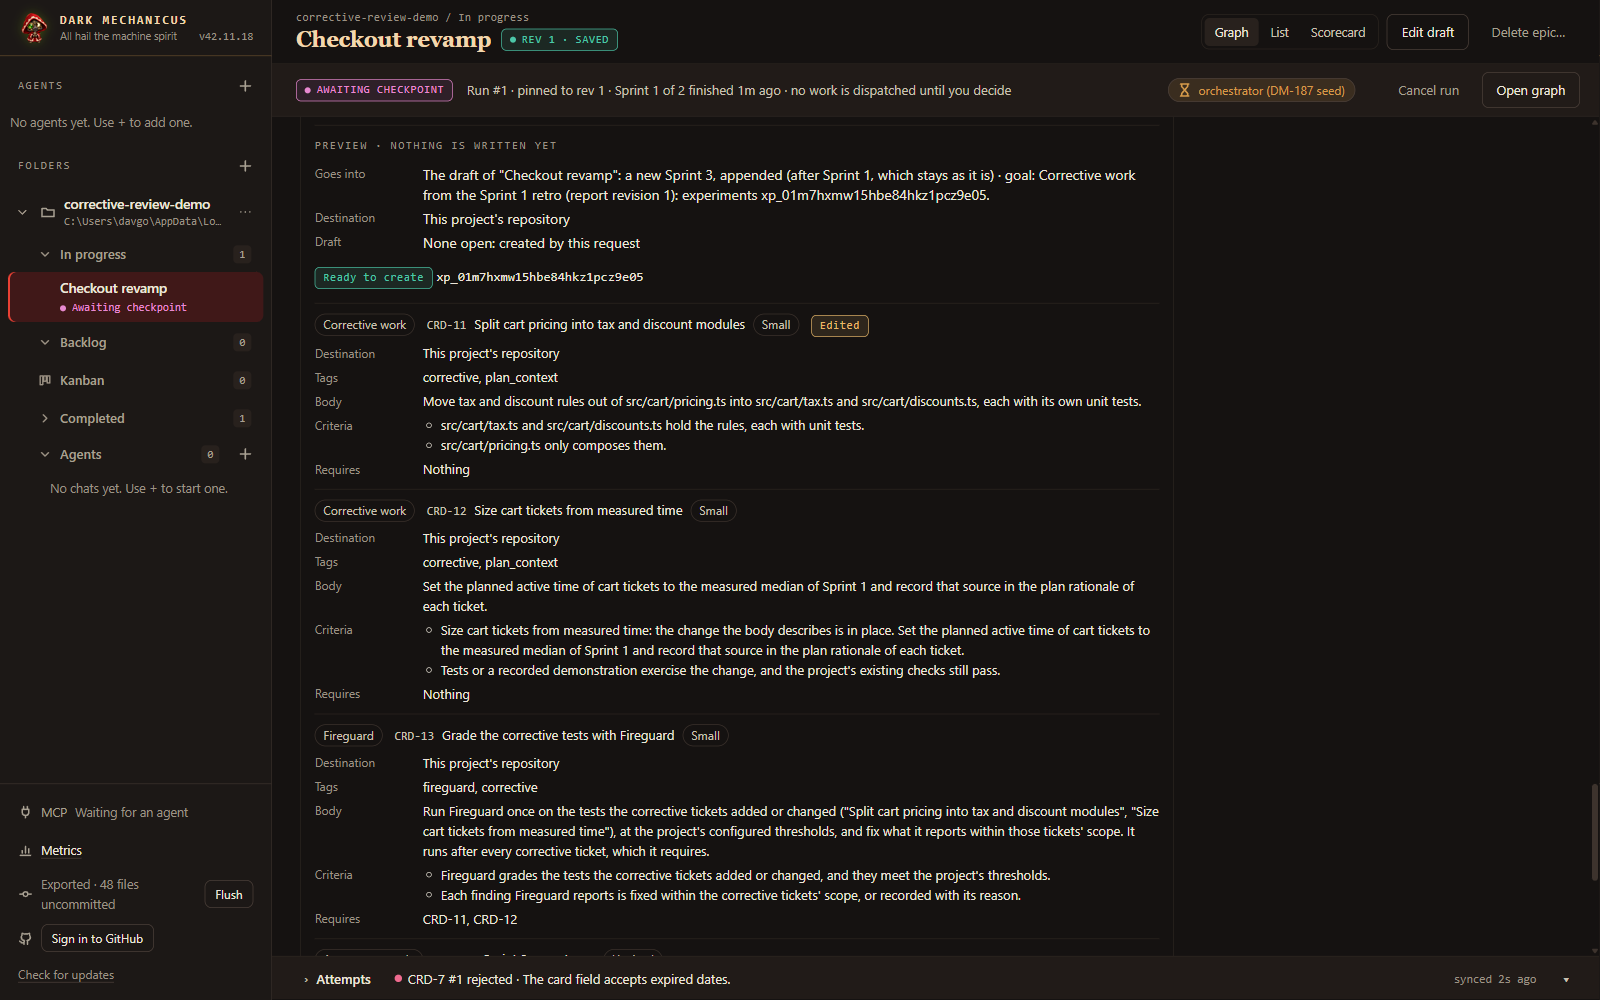 DARK MECHANICUS
All hail the machine spirit v42.11.18
AGENTS
No agents yet. Use + to add one.
FOLDERS
corrective-review-demo
C:\Users\davgo\AppData\Lo...
In progress 1
Checkout revamp
Awaiting checkpoint
Backlog 0
Kanban 0
Completed 1
Agents 0
No chats yet. Use + to start one.
MCP Waiting for an agent
Metrics
Exported · 48 files
uncommitted
Flush
Sign in to GitHub
Check for updates
corrective-review-demo / In progress
Checkout revamp REV 1 · SAVED
Graph List Scorecard Edit draft Delete epic...
AWAITING CHECKPOINT Run #1 · pinned to rev 1 · Sprint 1 of 2 finished 1m ago · no work is dispatched until you decide orchestrator (DM-187 seed) Cancel run Open graph
PREVIEW · NOTHING IS WRITTEN YET
Goes into The draft of "Checkout revamp": a new Sprint 3, appended (after Sprint 1, which stays as it is) · goal: Corrective work
from the Sprint 1 retro (report revision 1): experiments xp_01m7hxmw15hbe84hkz1pcz9e05.
Destination This project's repository
Draft None open: created by this request
Ready to create xp_01m7hxmw15hbe84hkz1pcz9e05
Corrective work CRD-11 Split cart pricing into tax and discount modules Small Edited
Destination This project's repository
Tags corrective, plan_context
Body Move tax and discount rules out of src/cart/pricing.ts into src/cart/tax.ts and src/cart/discounts.ts, each with its own unit tests.
Criteria src/cart/tax.ts and src/cart/discounts.ts hold the rules, each with unit tests.
src/cart/pricing.ts only composes them.
Requires Nothing
Corrective work CRD-12 Size cart tickets from measured time Small
Destination This project's repository
Tags corrective, plan_context
Body Set the planned active time of cart tickets to the measured median of Sprint 1 and record that source in the plan rationale of
each ticket.
Criteria Size cart tickets from measured time: the change the body describes is in place. Set the planned active time of cart tickets to
the measured median of Sprint 1 and record that source in the plan rationale of each ticket.
Tests or a recorded demonstration exercise the change, and the project's existing checks still pass.
Requires Nothing
Fireguard CRD-13 Grade the corrective tests with Fireguard Small
Destination This project's repository
Tags fireguard, corrective
Body Run Fireguard once on the tests the corrective tickets added or changed ("Split cart pricing into tax and discount modules", "Size
cart tickets from measured time"), at the project's configured thresholds, and fix what it reports within those tickets' scope. It
runs after every corrective ticket, which it requires.
Criteria Fireguard grades the tests the corrective tickets added or changed, and they meet the project's thresholds.
Each finding Fireguard reports is fixed within the corrective tickets' scope, or recorded with its reason.
Requires CRD-11, CRD-12
Attempts CRD-7 #1 rejected · The card field accepts expired dates. synced 2s ago